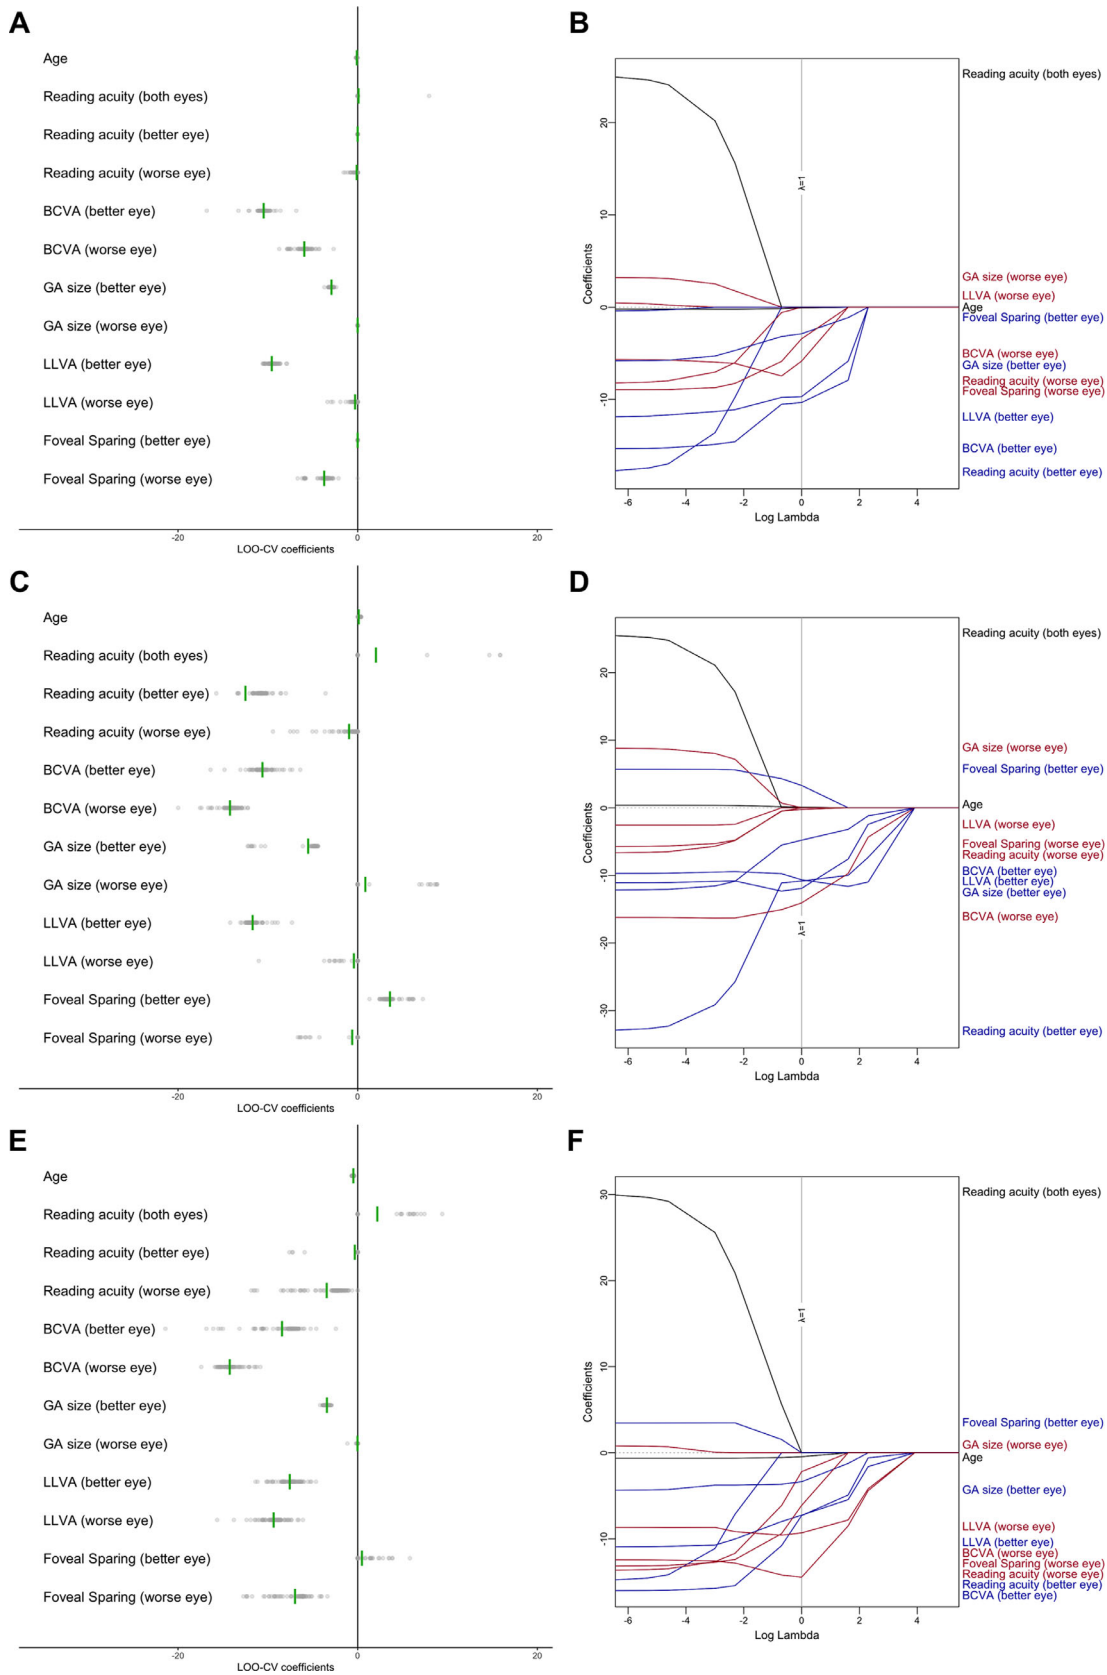 A
Age
Reading acuity (both eyes)
Reading acuity (better eye)
Reading acuity (worse eye)
BCVA (better eye)
BCVA (worse eye)
GA size (better eye)
GA size (worse eye)
LLVA (better eye)
LLVA (worse eye)
Foveal Sparing (better eye)
Foveal Sparing (worse eye)
-20 0 20
LOO-CV coefficients
B
Coefficients
20
10
0
-10
λ=1
Reading acuity (both eyes)
GA size (worse eye)
LLVA (worse eye)
Age
Foveal Sparing (better eye)
BCVA (worse eye)
GA size (better eye)
Reading acuity (worse eye)
Foveal Sparing (worse eye)
LLVA (better eye)
BCVA (better eye)
Reading acuity (better eye)
-6 -4 -2 0 2 4
Log Lambda
C
Age
Reading acuity (both eyes)
Reading acuity (better eye)
Reading acuity (worse eye)
BCVA (better eye)
BCVA (worse eye)
GA size (better eye)
GA size (worse eye)
LLVA (better eye)
LLVA (worse eye)
Foveal Sparing (better eye)
Foveal Sparing (worse eye)
-20 0 20
LOO-CV coefficients
D
Coefficients
20
10
0
-10
-20
-30
λ=1
Reading acuity (both eyes)
GA size (worse eye)
Foveal Sparing (better eye)
Age
LLVA (worse eye)
Foveal Sparing (worse eye)
Reading acuity (worse eye)
BCVA (better eye)
LLVA (better eye)
GA size (better eye)
BCVA (worse eye)
Reading acuity (better eye)
-6 -4 -2 0 2 4
Log Lambda
E
Age
Reading acuity (both eyes)
Reading acuity (better eye)
Reading acuity (worse eye)
BCVA (better eye)
BCVA (worse eye)
GA size (better eye)
GA size (worse eye)
LLVA (better eye)
LLVA (worse eye)
Foveal Sparing (better eye)
Foveal Sparing (worse eye)
-20 0 20
LOO-CV coefficients
F
Coefficients
30
20
10
0
-10
λ=1
Reading acuity (both eyes)
Foveal Sparing (better eye)
GA size (worse eye)
Age
GA size (better eye)
LLVA (worse eye)
LLVA (better eye)
BCVA (worse eye)
Foveal Sparing (worse eye)
Reading acuity (worse eye)
Reading acuity (better eye)
BCVA (better eye)
-6 -4 -2 0 2 4
Log Lambda